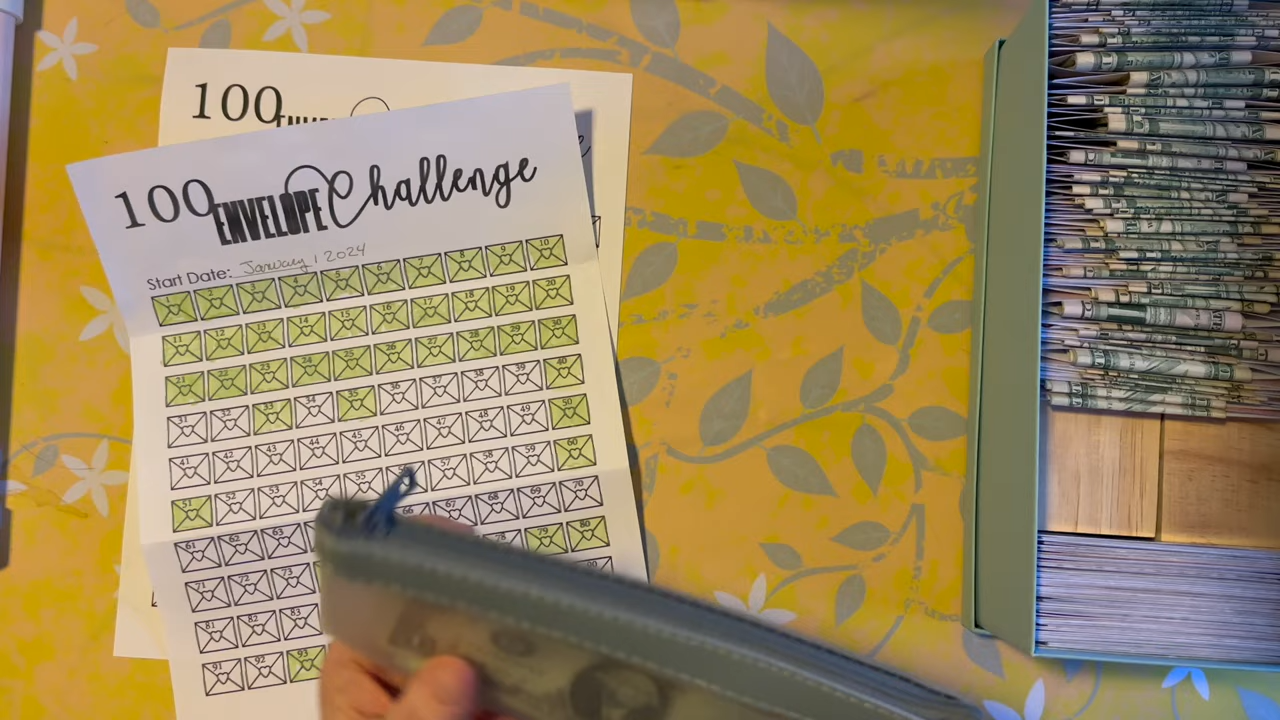 100 ENVELOPE
100 ENVELOPE Challenge
Start Date: January 1 2024
1 2 3 4 5 6 7 8 9 10
11 12 13 14 15 16 17 18 19 20
21 22 23 24 25 26 27 28 29 30
31 32 33 34 35 36 37 38 39 40
41 42 43 44 45 46 47 48 49 50
51 52 53 54 55 56 57 58 59 60
61 62 63 66 67 68 69 70
71 72 73 78 79 80
81 82 83 90
91 92 93